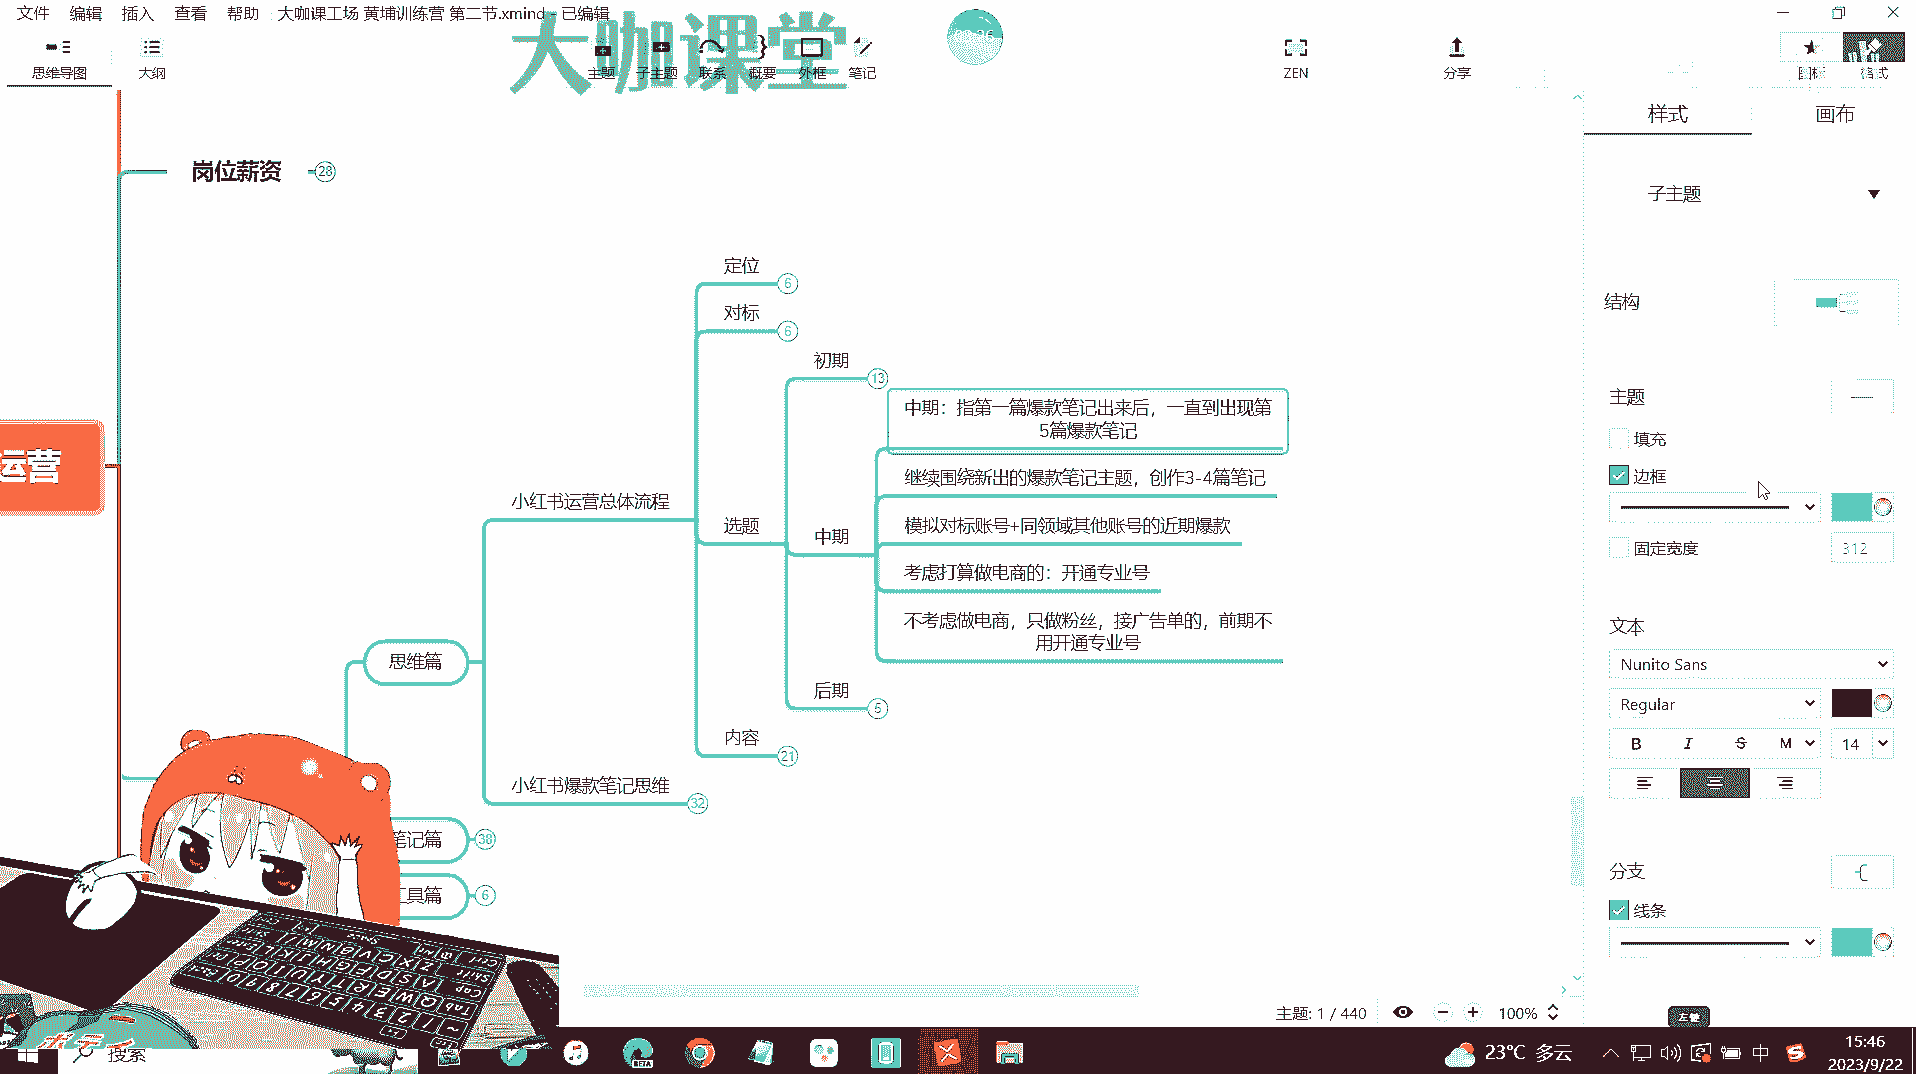 文件 编辑 插入 查看 帮助 大咖课工场 黄埔训练营 第二节.xmind - 已编辑
大咖课堂
思维导图 大纲 主题 子主题 联系 概要 外框 笔记 ZEN 分享 图标 格式
样式 画布
岗位薪资 28
子主题
定位 6
结构
对标 6
初期 13
主题
中期：指第一篇爆款笔记出来后，一直到出现第
5篇爆款笔记
填充
运营
继续围绕新出的爆款笔记主题，创作3-4篇笔记
边框
小红书运营总体流程
选题
中期
模拟对标账号+同领域其他账号的近期爆款
固定宽度 312
考虑打算做电商的：开通专业号
不考虑做电商，只做粉丝，接广告单的，前期不
用开通专业号
文本
思维篇
Nunito Sans
后期 5
Regular
内容 21
B I S M 14
小红书爆款笔记思维 32
笔记篇 38
工具篇 6
分支
线条
主题: 1 / 440 100%
搜索
BETA
23°C 多云
中
15:46
2023/9/22